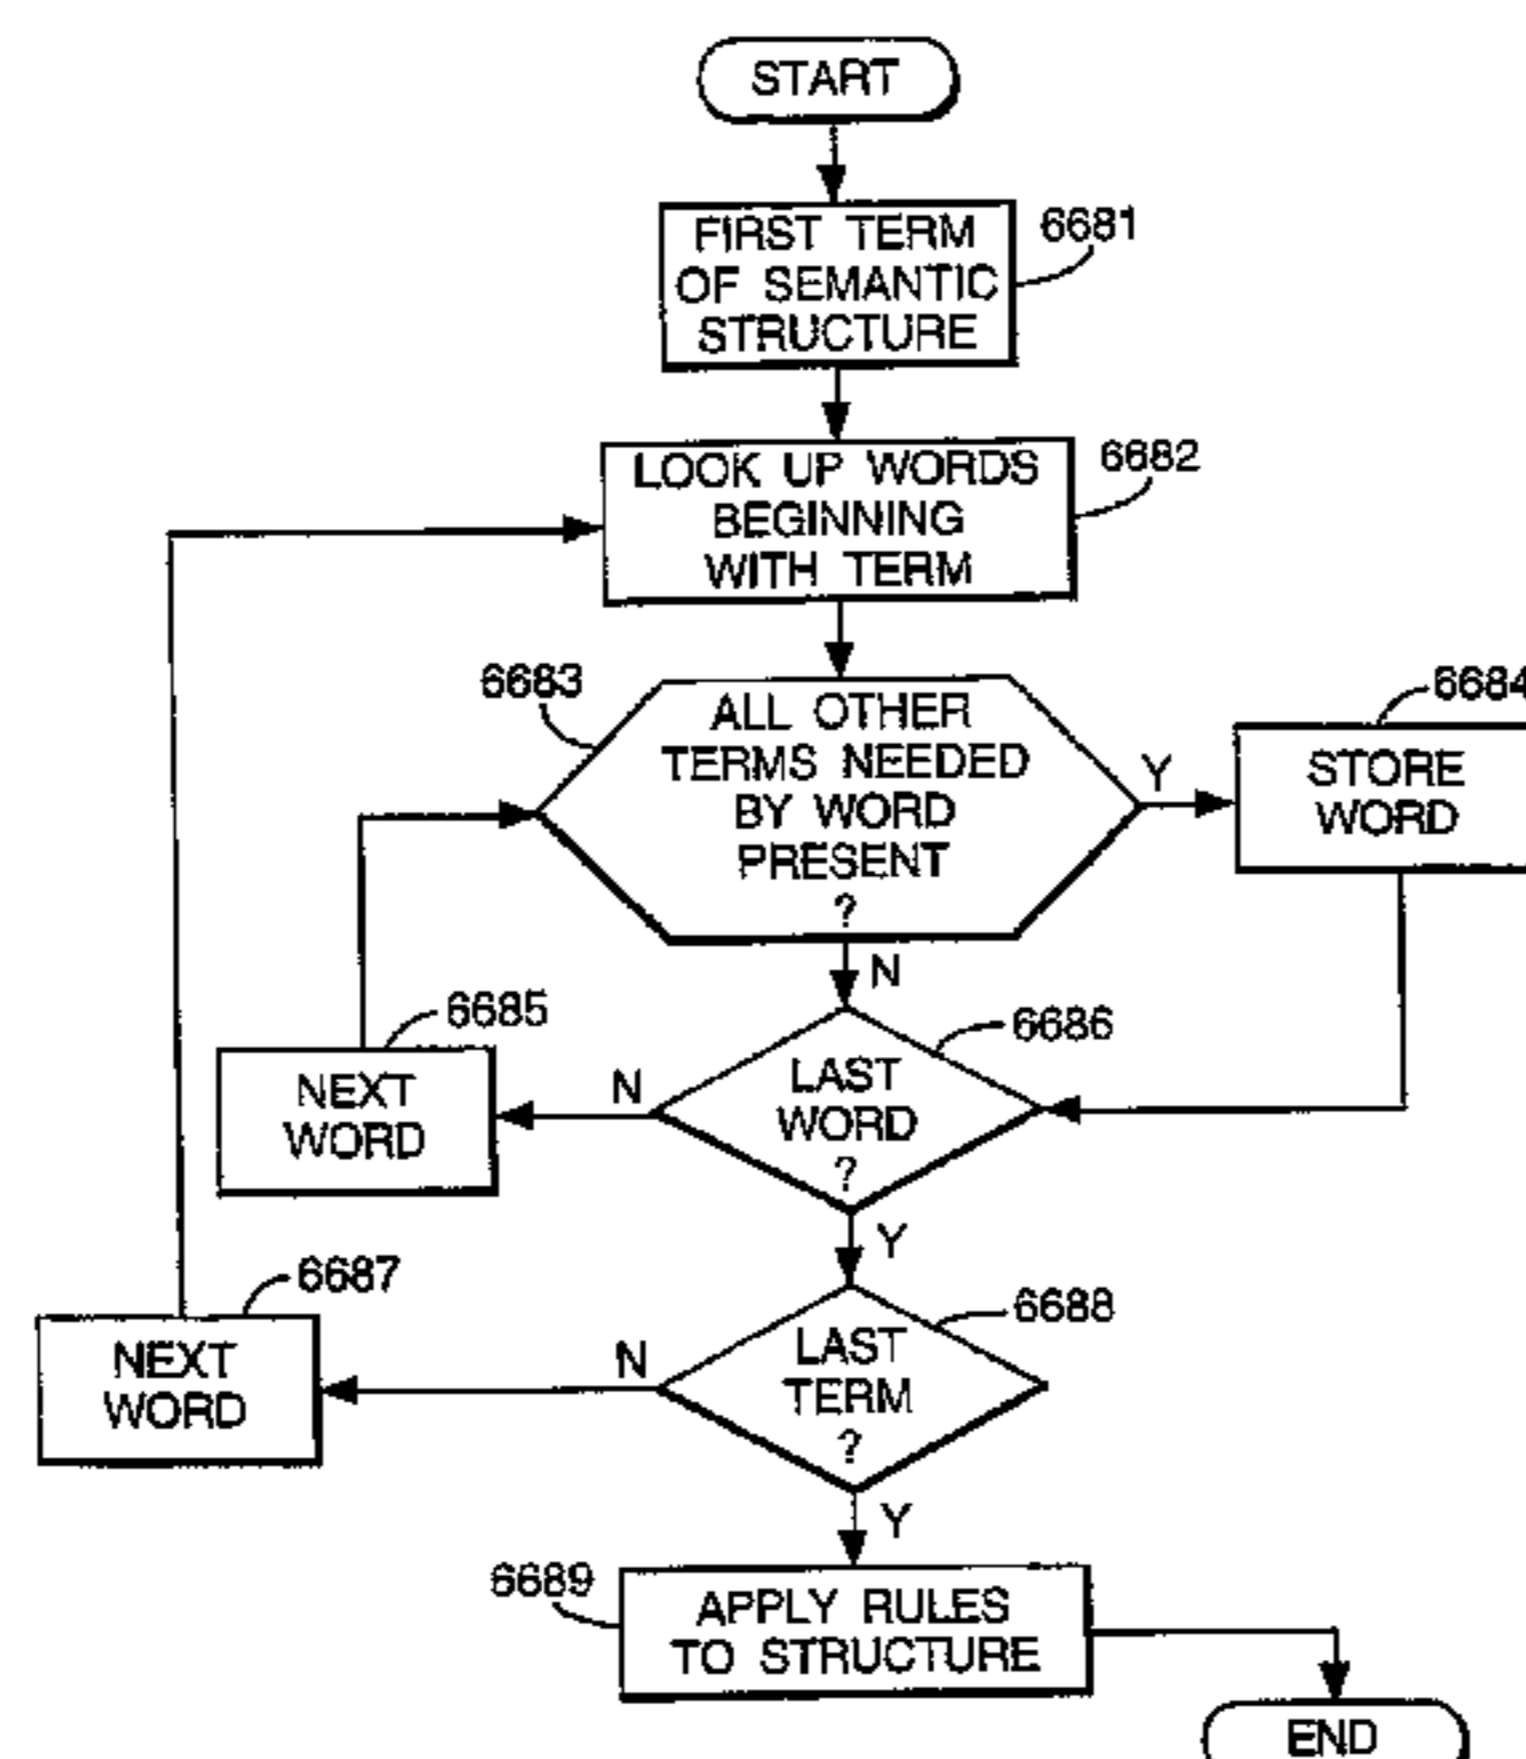 START
FIRST TERM
OF SEMANTIC
STRUCTURE
6681
LOOK UP WORDS
BEGINNING
WITH TERM
6682
6683
ALL OTHER
TERMS NEEDED
BY WORD
PRESENT
?
Y
6684
STORE
WORD
N
6685
NEXT
WORD
N
6686
LAST
WORD
?
Y
6687
NEXT
WORD
N
6688
LAST
TERM
?
Y
6689
APPLY RULES
TO STRUCTURE
END